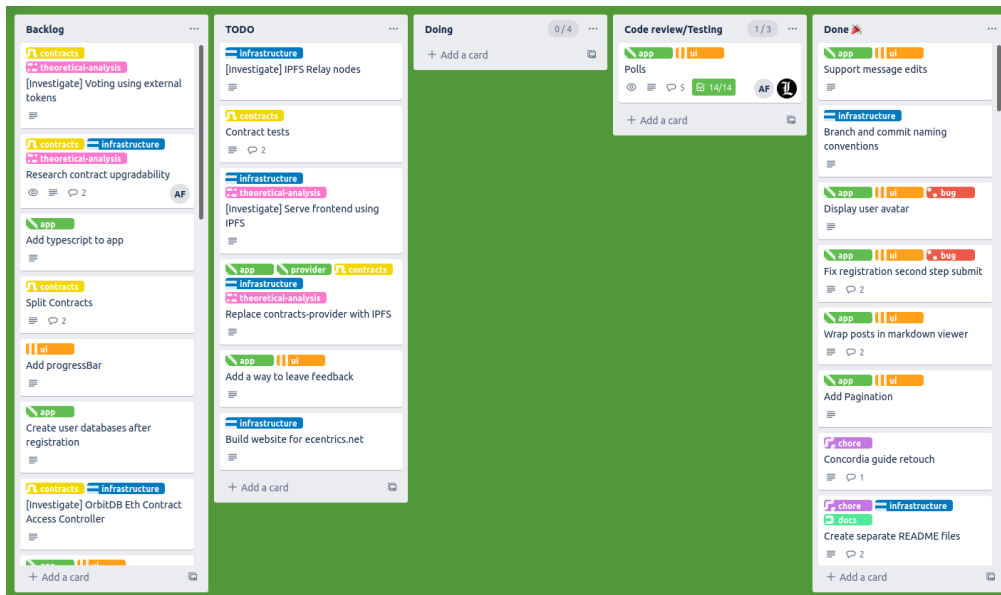 Backlog
contracts
theoretical-analysis
[Investigate] Voting using external
tokens
contracts infrastructure
theoretical-analysis
Research contract upgradability
2 AF
app
Add typescript to app
contracts
Split Contracts
2
ui
Add progressBar
app
Create user databases after
registration
contracts infrastructure
[Investigate] OrbitDB Eth Contract
Access Controller
+ Add a card
TODO
infrastructure
[Investigate] IPFS Relay nodes
contracts
Contract tests
2
infrastructure
theoretical-analysis
[Investigate] Serve frontend using
IPFS
app provider contracts
infrastructure
theoretical-analysis
Replace contracts-provider with IPFS
app ui
Add a way to leave feedback
infrastructure
Build website for ecentrics.net
+ Add a card
Doing 0/4
+ Add a card
Code review/Testing 1/3
app ui
Polls
5 14/14 AF L
+ Add a card
Done 🎉
app ui
Support message edits
infrastructure
Branch and commit naming
conventions
app ui bug
Display user avatar
app ui bug
Fix registration second step submit
2
app ui
Wrap posts in markdown viewer
2
app ui
Add Pagination
chore
Concordia guide retouch
1
chore infrastructure
docs
Create separate README files
2
+ Add a card